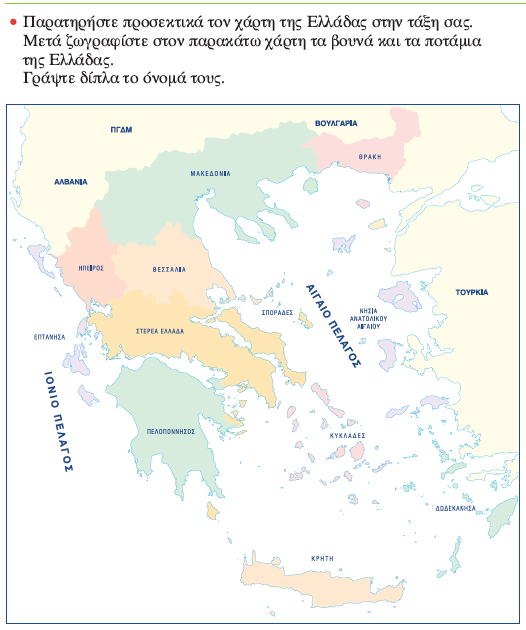 • Παρατηρήστε προσεκτικά τον χάρτη της Ελλάδας στην τάξη σας.
Μετά ζωγραφίστε στον παρακάτω χάρτη τα βουνά και τα ποτάμια
της Ελλάδας.
Γράψτε δίπλα το όνομά τους.
ΠΓΔΜ
ΒΟΥΛΓΑΡΙΑ
ΘΡΑΚΗ
ΜΑΚΕΔΟΝΙΑ
ΑΛΒΑΝΙΑ
ΗΠΕΙΡΟΣ
ΘΕΣΣΑΛΙΑ
ΤΟΥΡΚΙΑ
ΑΙΓΑΙΟ ΠΕΛΑΓΟΣ
ΝΗΣΙΑ
ΑΝΑΤΟΛΙΚΟΥ
ΑΙΓΑΙΟΥ
ΣΠΟΡΑΔΕΣ
ΣΤΕΡΕΑ ΕΛΛΑΔΑ
ΕΠΤΑΝΗΣΑ
ΙΟΝΙΟ ΠΕΛΑΓΟΣ
ΠΕΛΟΠΟΝΝΗΣΟΣ
ΚΥΚΛΑΔΕΣ
ΔΩΔΕΚΑΝΗΣΑ
ΚΡΗΤΗ